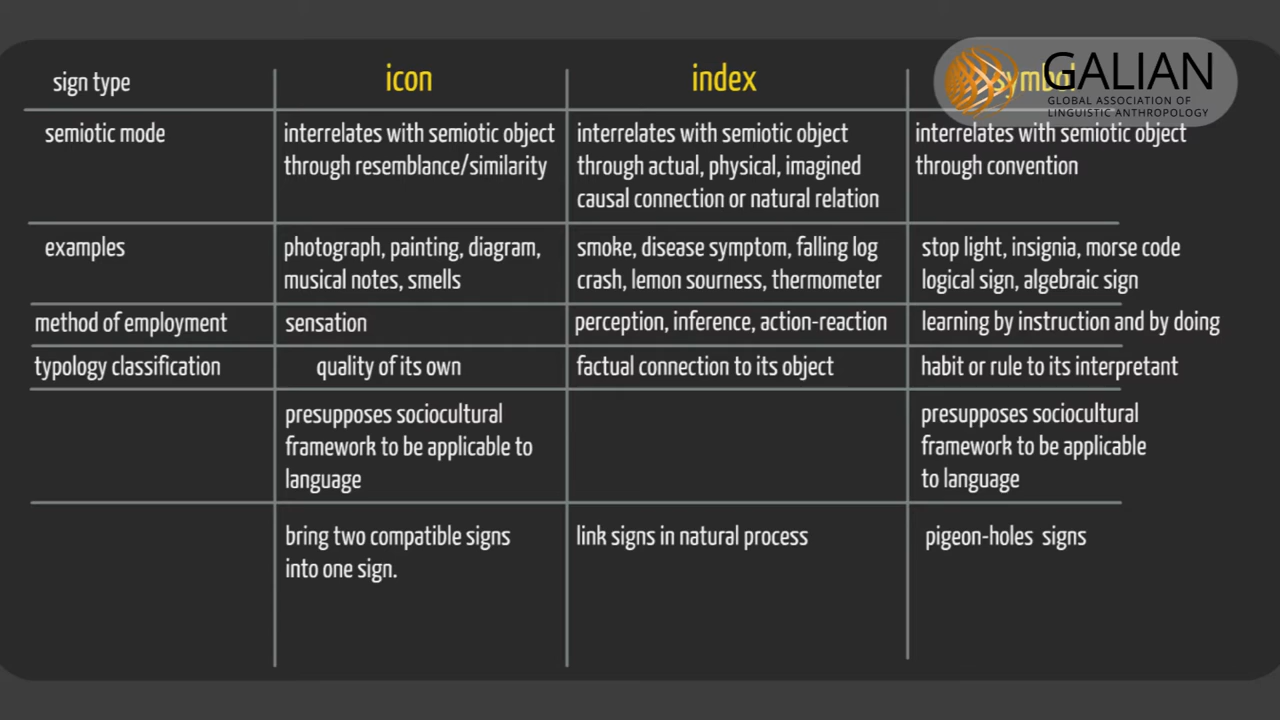 sign type
icon
index
symbol
GALIAN
GLOBAL ASSOCIATION OF
LINGUISTIC ANTHROPOLOGY
semiotic mode
interrelates with semiotic object
through resemblance/similarity
interrelates with semiotic object
through actual, physical, imagined
causal connection or natural relation
interrelates with semiotic object
through convention
examples
photograph, painting, diagram,
musical notes, smells
smoke, disease symptom, falling log
crash, lemon sourness, thermometer
stop light, insignia, morse code
logical sign, algebraic sign
method of employment
sensation
perception, inference, action-reaction
learning by instruction and by doing
typology classification
quality of its own
factual connection to its object
habit or rule to its interpretant
presupposes sociocultural
framework to be applicable to
language
presupposes sociocultural
framework to be applicable
to language
bring two compatible signs
into one sign.
link signs in natural process
pigeon-holes signs